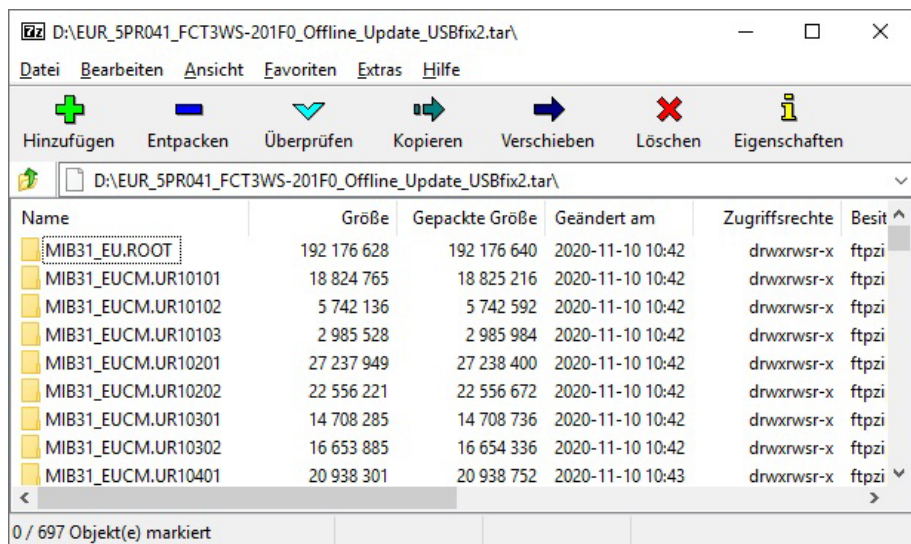 D:\EUR_5PR041_FCT3WS-201F0_Offline_Update_USBfix2.tar\
Datei Bearbeiten Ansicht Favoriten Extras Hilfe
Hinzufügen Entpacken Überprüfen Kopieren Verschieben Löschen Eigenschaften
D:\EUR_5PR041_FCT3WS-201F0_Offline_Update_USBfix2.tar\
Name Größe Gepackte Größe Geändert am Zugriffsrechte Besit
MIB31_EU.ROOT 192 176 628 192 176 640 2020-11-10 10:42 drwxrwsr-x ftpzi
MIB31_EUCM.UR10101 18 824 765 18 825 216 2020-11-10 10:42 drwxrwsr-x ftpzi
MIB31_EUCM.UR10102 5 742 136 5 742 592 2020-11-10 10:42 drwxrwsr-x ftpzi
MIB31_EUCM.UR10103 2 985 528 2 985 984 2020-11-10 10:42 drwxrwsr-x ftpzi
MIB31_EUCM.UR10201 27 237 949 27 238 400 2020-11-10 10:42 drwxrwsr-x ftpzi
MIB31_EUCM.UR10202 22 556 221 22 556 672 2020-11-10 10:42 drwxrwsr-x ftpzi
MIB31_EUCM.UR10301 14 708 285 14 708 736 2020-11-10 10:42 drwxrwsr-x ftpzi
MIB31_EUCM.UR10302 16 653 885 16 654 336 2020-11-10 10:42 drwxrwsr-x ftpzi
MIB31_EUCM.UR10401 20 938 301 20 938 752 2020-11-10 10:43 drwxrwsr-x ftpzi
0 / 697 Objekt(e) markiert